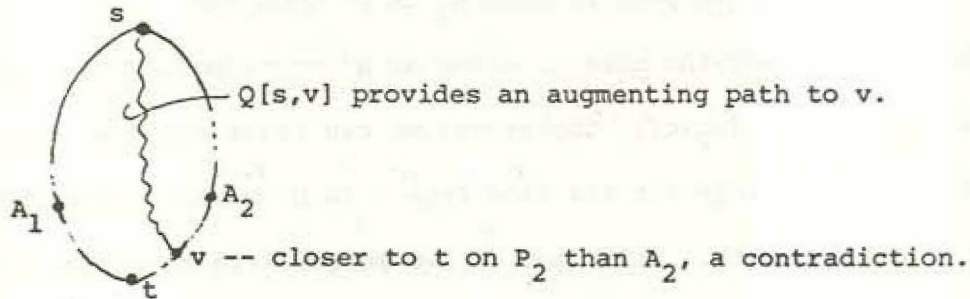 s
Q[s,v] provides an augmenting path to v.
A₁
A₂
v -- closer to t on P₂ than A₂, a contradiction.
t